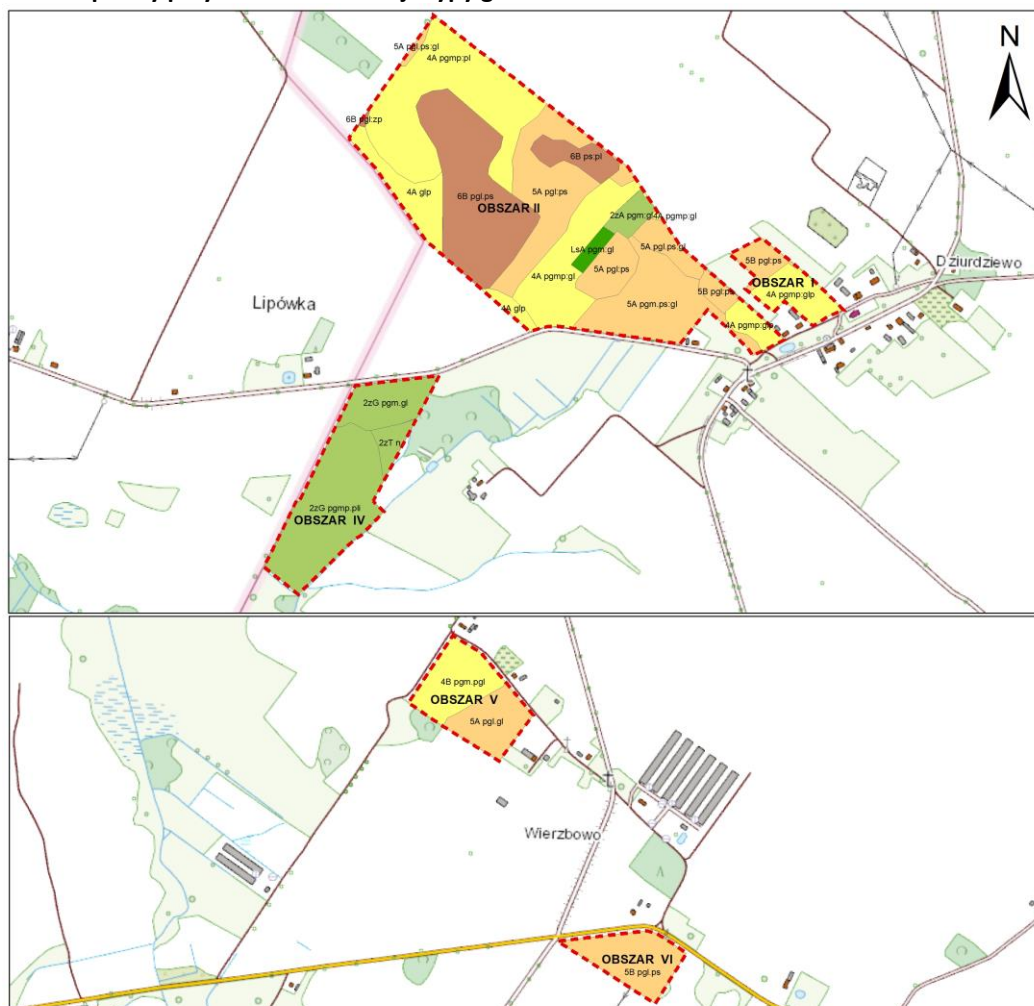 N
5A pgl.ps:gl
4A pgmp:pl
6B pgl:zp
4A glp
6B pgl:ps
5A pgl:ps
6B ps:pl
OBSZAR II
2zA pgm:gl
4A pgmp:gl
LsA pgm:gl
5A pgl:ps
5A pgl.ps:gl
4A pgmp:gl
5A pgm.ps:gl
4A glp
5B pgl:ps
4A pgmp:glp
5B pgl:ps
OBSZAR I
4A pgmp:glp
Dziurdziewo
Lipówka
2zG pgm.gl
2zT n
2zG pgmp.pli
OBSZAR IV
4B pgm.pgl
OBSZAR V
5A pgl.gl
Wierzbowo
OBSZAR VI
5B pgl.ps